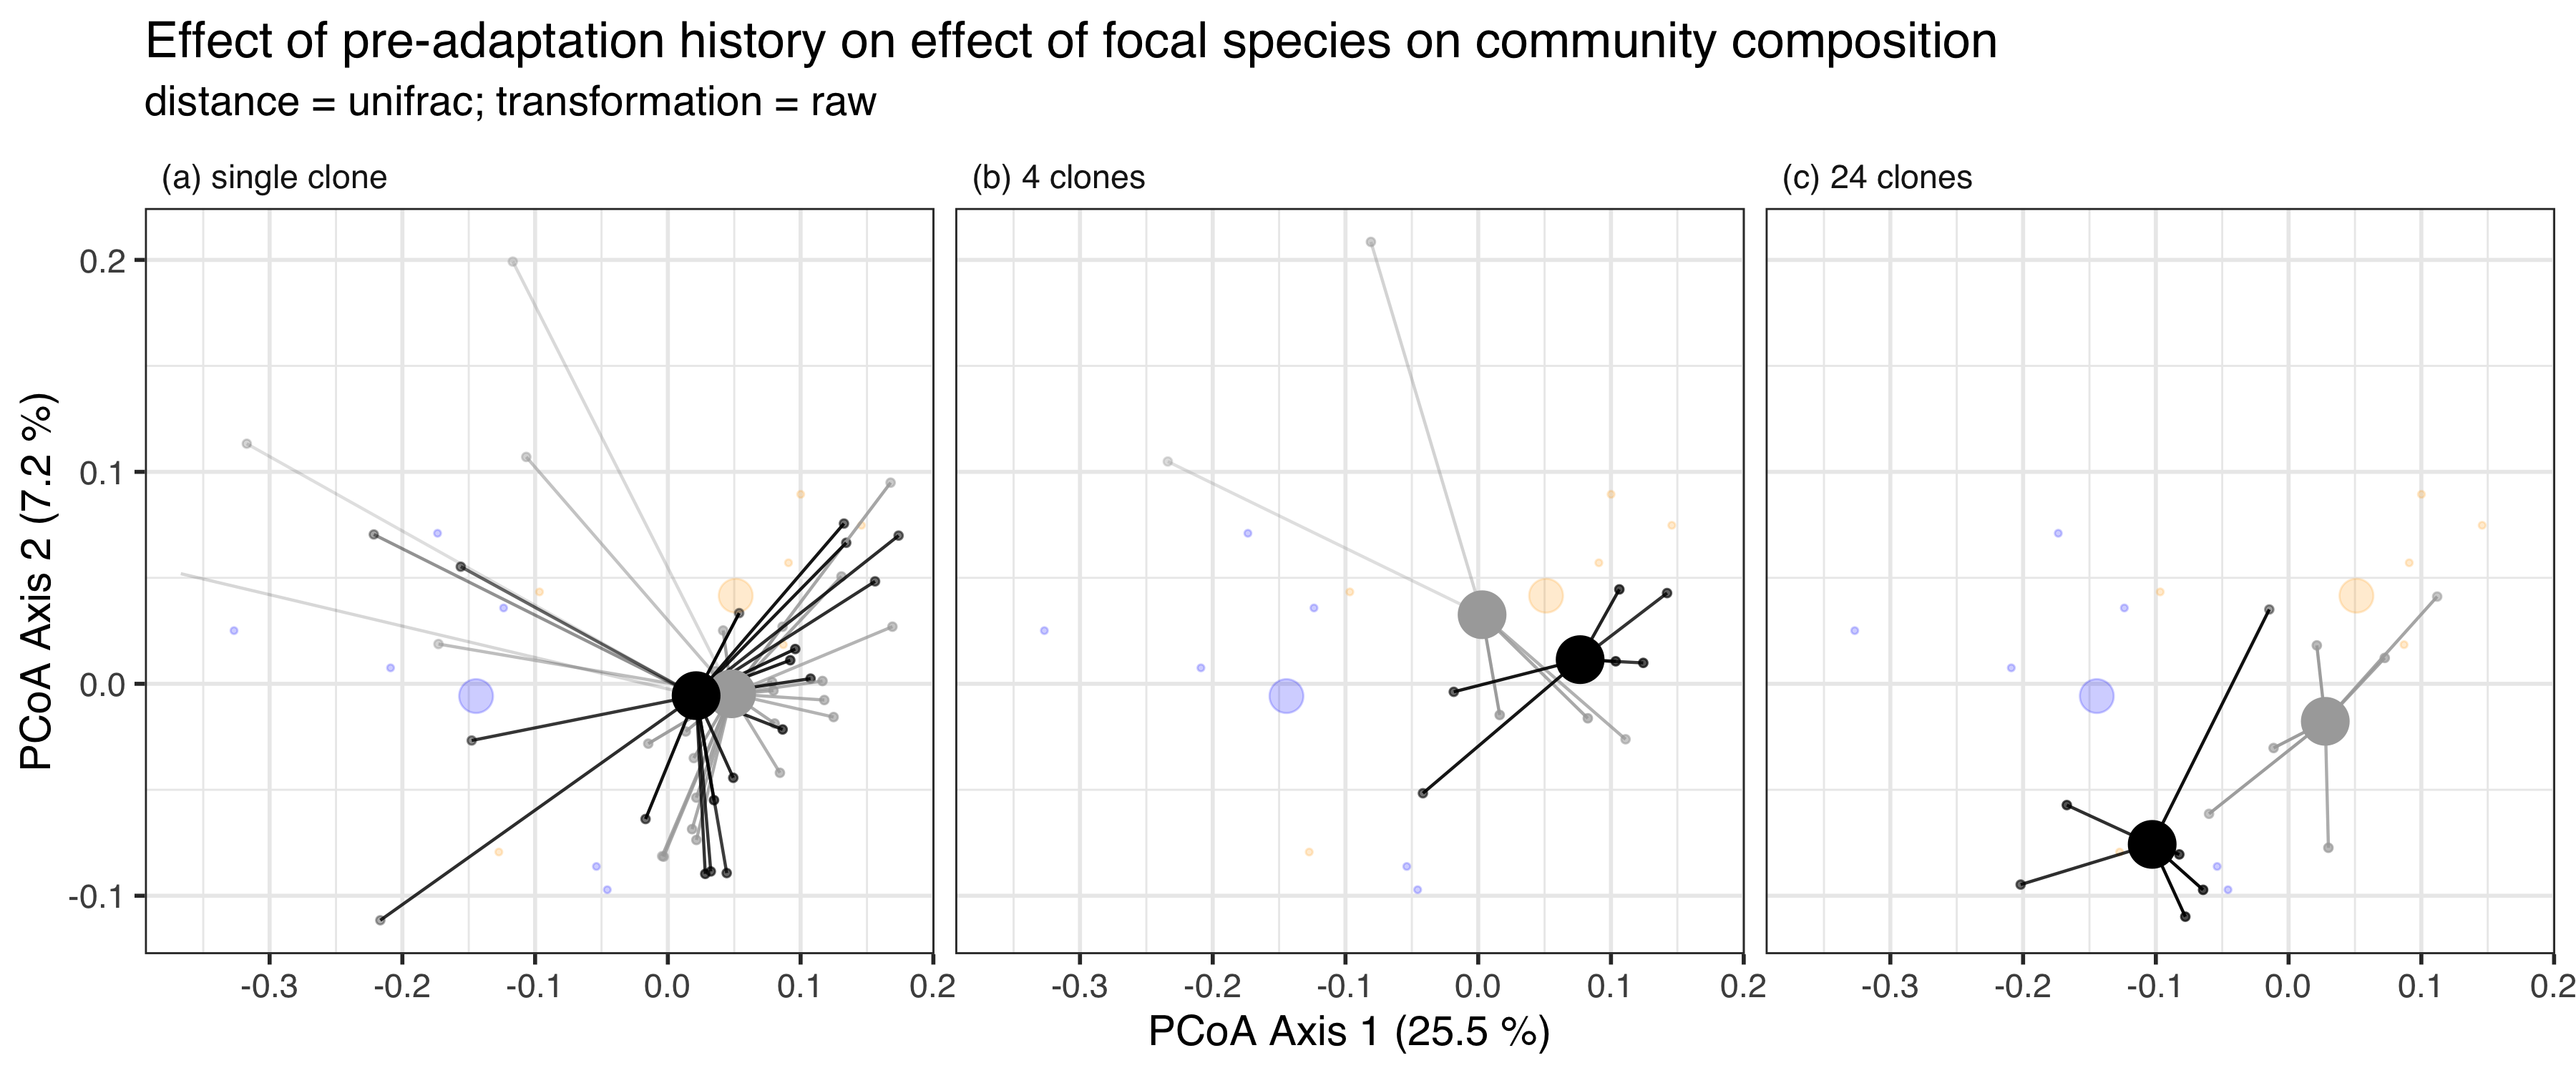 Effect of pre-adaptation history on effect of focal species on community composition
distance = unifrac; transformation = raw
(a) single clone
(b) 4 clones
(c) 24 clones
PCoA Axis 2 (7.2 %)
0.2
0.1
0.0
-0.1
-0.3 -0.2 -0.1 0.0 0.1 0.2
-0.3 -0.2 -0.1 0.0 0.1 0.2
-0.3 -0.2 -0.1 0.0 0.1 0.2
PCoA Axis 1 (25.5 %)